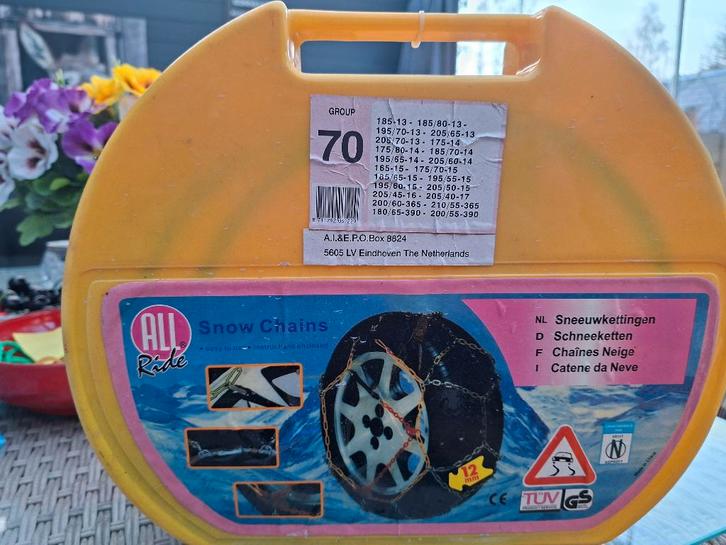 GROUP
70
185-13 - 185/80-13 -
195/70-13 - 205/65-13
205/70-13 - 175-14
175/80-14 - 185/70-14
195/65-14 - 205/60-14
165-15 - 175/70-15
185/65-15 - 195/55-15
195/60-15 - 205/50-15
205/45-16 - 205/40-17
200/60-365 - 210/55-365
180/65-390 - 200/55-390
A.I.&E.P.O.Box 8824
5605 LV Eindhoven The Netherlands
ALL
Ride
Snow Chains
NL Sneeuwkettingen
D Schneeketten
F Chaînes Neige
I Catene da Neve
12
mm
CE
TÜV
GS
N